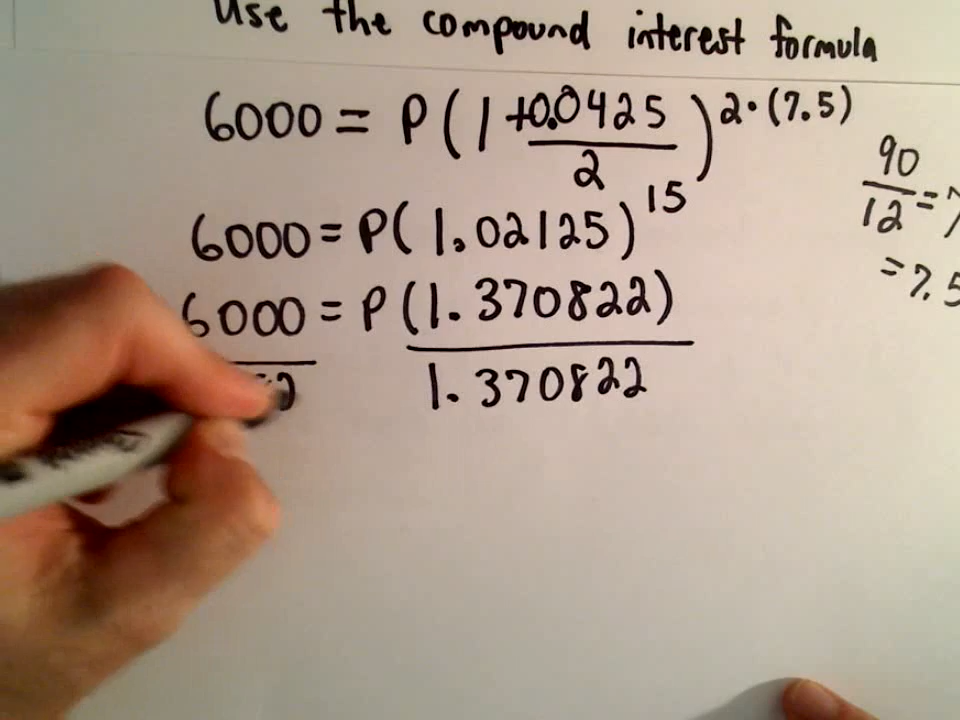 Use the compound interest formula
6000 = P(1+0.0425/2)^2·(7.5)
90/12 = 7
= 7.5
6000 = P(1.02125)^15
6000 = P(1.370822)
1.370822